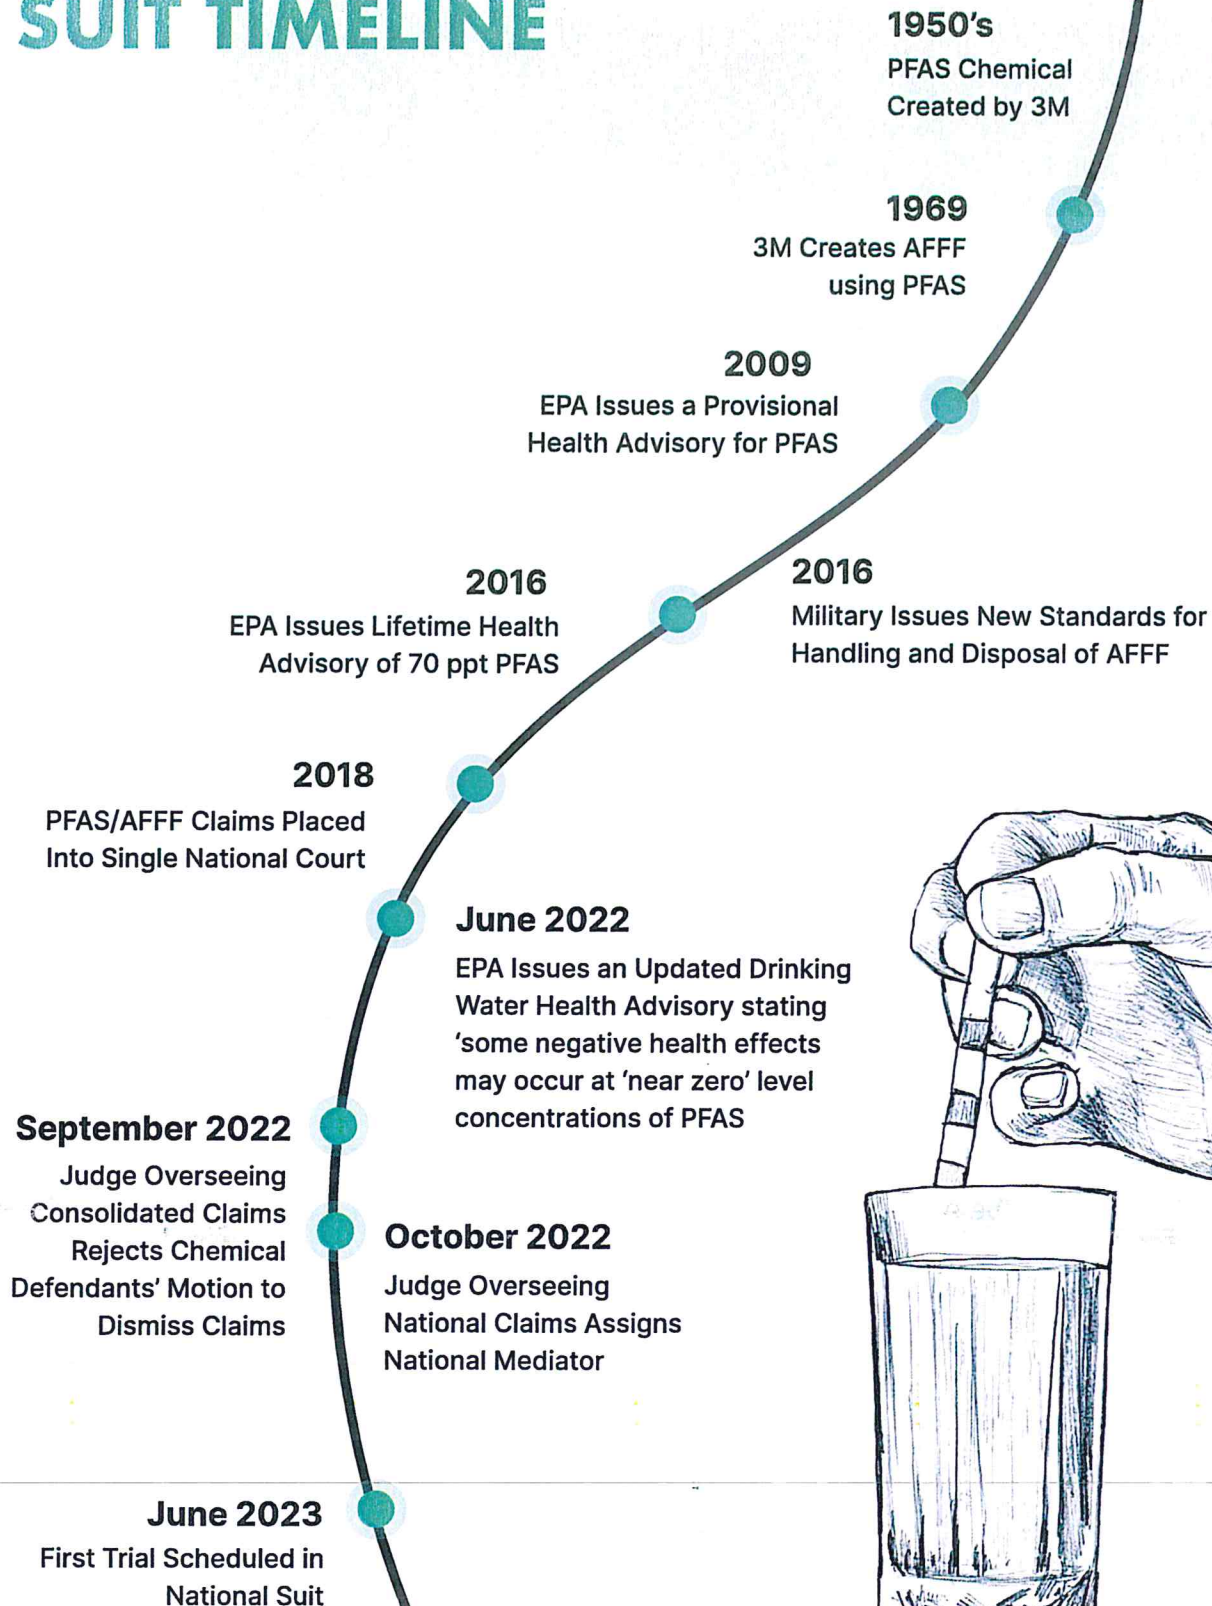 SUIT TIMELINE
1950's
PFAS Chemical
Created by 3M
1969
3M Creates AFFF
using PFAS
2009
EPA Issues a Provisional
Health Advisory for PFAS
2016
EPA Issues Lifetime Health
Advisory of 70 ppt PFAS
2016
Military Issues New Standards for
Handling and Disposal of AFFF
2018
PFAS/AFFF Claims Placed
Into Single National Court
June 2022
EPA Issues an Updated Drinking
Water Health Advisory stating
‘some negative health effects
may occur at ‘near zero’ level
concentrations of PFAS
September 2022
Judge Overseeing
Consolidated Claims
Rejects Chemical
Defendants’ Motion to
Dismiss Claims
October 2022
Judge Overseeing
National Claims Assigns
National Mediator
June 2023
First Trial Scheduled in
National Suit